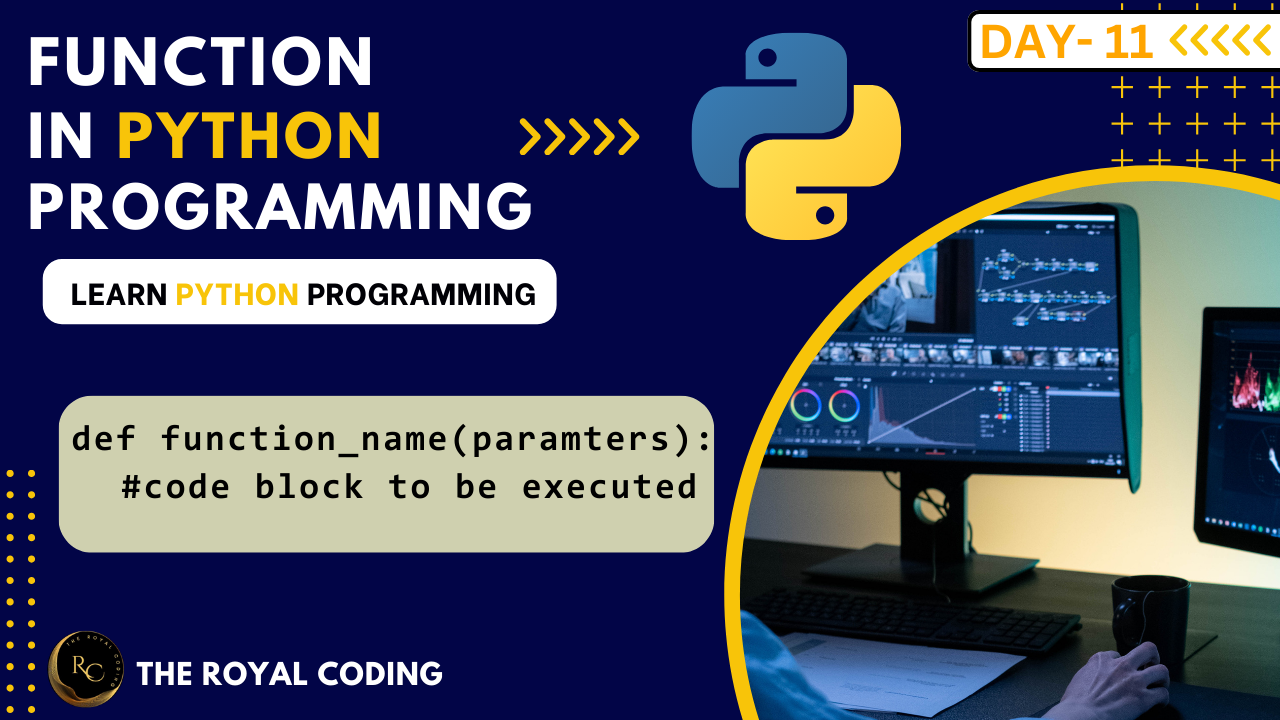 FUNCTION
IN PYTHON
PROGRAMMING
DAY- 11
LEARN PYTHON PROGRAMMING
def function_name(paramters):
#code block to be executed
THE ROYAL CODING
RC
THE ROYAL CODING